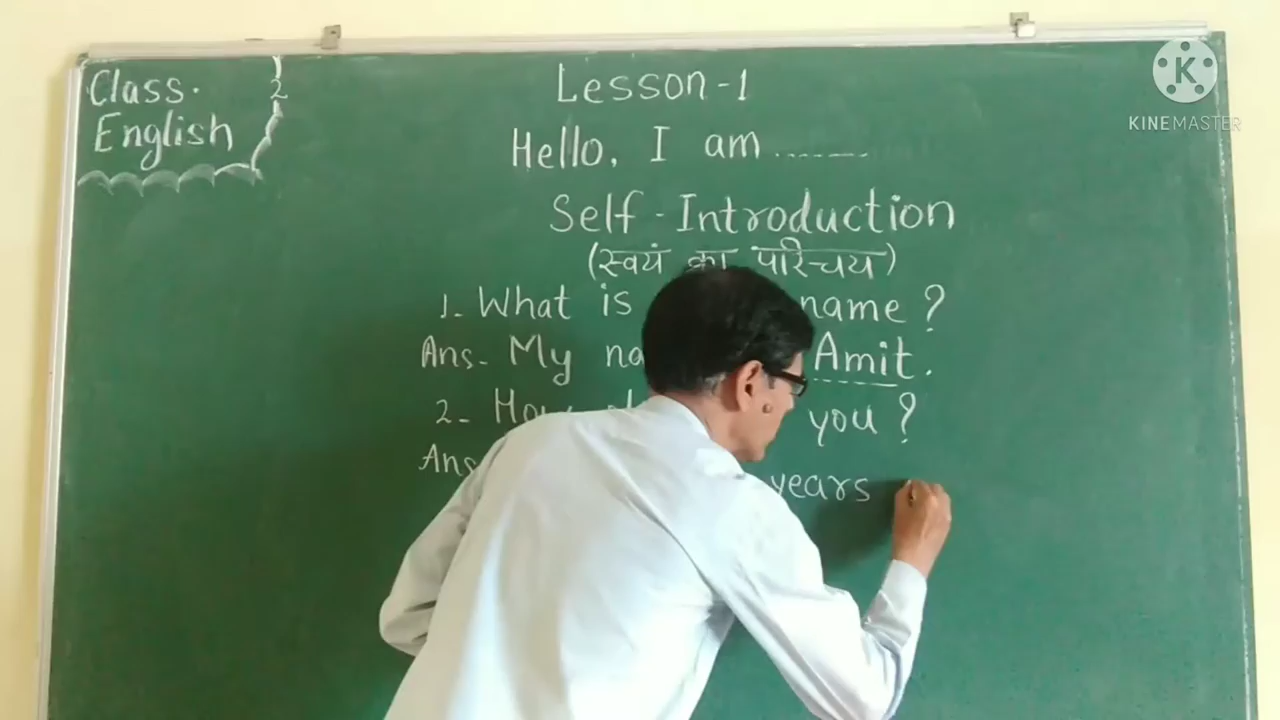 Class. 2
English
Lesson-1
Hello, I am .......
Self-Introduction
(स्वयं का परिचय)
1. What is name ?
Ans- My Amit.
2- you ?
Ans years
KINEMASTER